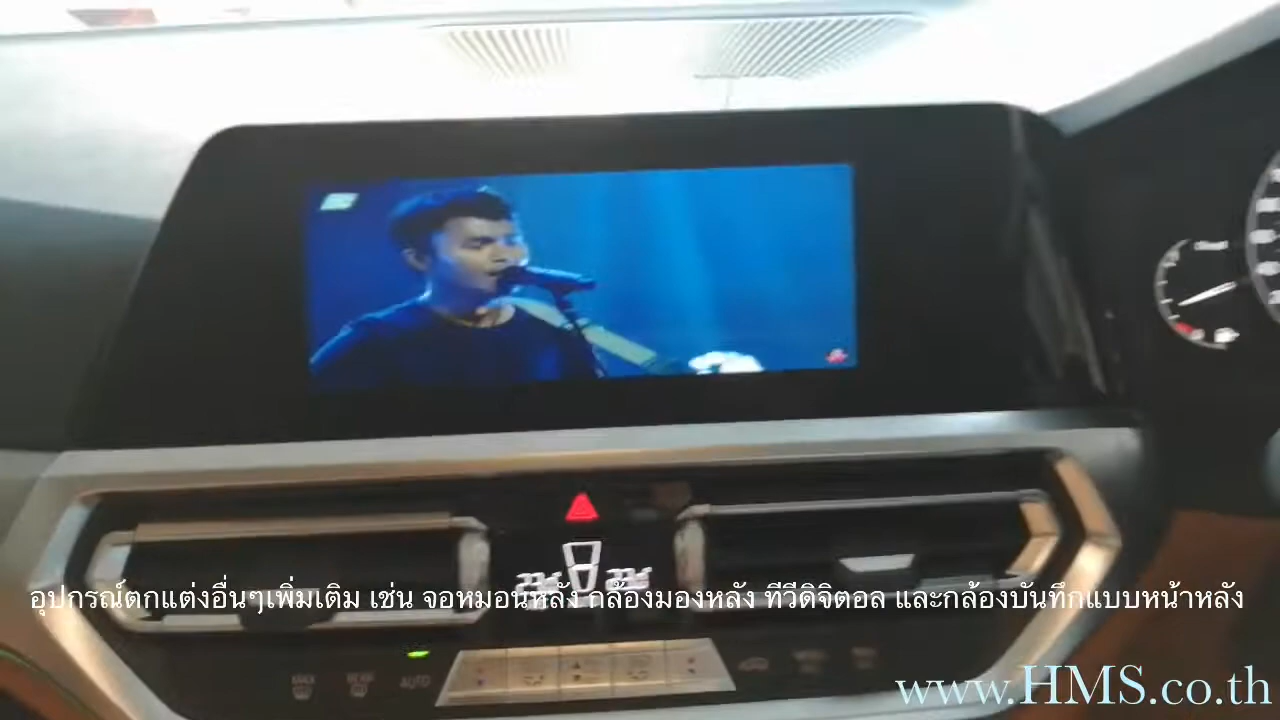 AUTO
อุปกรณ์ตกแต่งอื่นๆเพิ่มเติม เช่น จอหมอนหลัง กล้องมองหลัง ทีวีดิจิตอล และกล้องบันทึกแบบหน้าหลัง
www.HMS.co.th